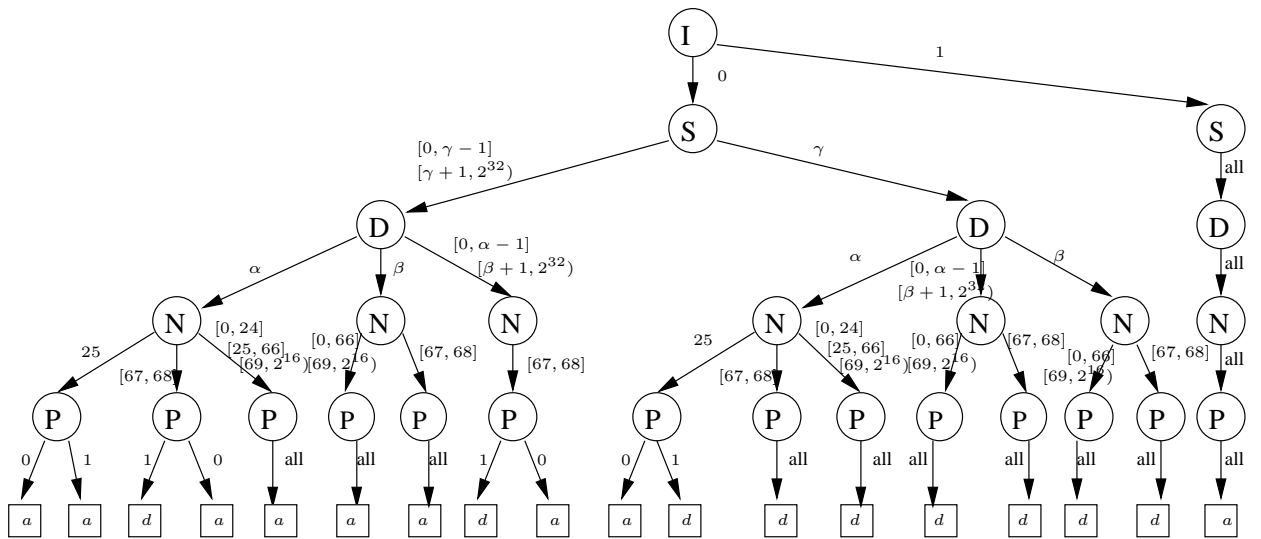 I
1
0
S
S
[0, γ − 1]
[γ + 1, 2^32)
γ
all
D
D
D
α
β
[0, α − 1]
[β + 1, 2^32)
α
[0, α − 1]
[β + 1, 2^32)
β
all
N
N
N
N
N
N
N
25
[67, 68]
[0, 24]
[25, 66]
[69, 2^16)
[0, 66]
[69, 2^16)
[67, 68]
[67, 68]
25
[67, 68]
[0, 24]
[25, 66]
[69, 2^16)
[0, 66]
[69, 2^16)
[67, 68]
[0, 66]
[69, 2^16)
[67, 68]
all
P
P
P
P
P
P
P
P
P
P
P
P
P
P
0
1
1
0
all
all
all
1
0
0
1
all
all
all
all
all
all
all
a
a
d
a
a
a
a
d
a
a
d
d
d
d
d
d
d
a